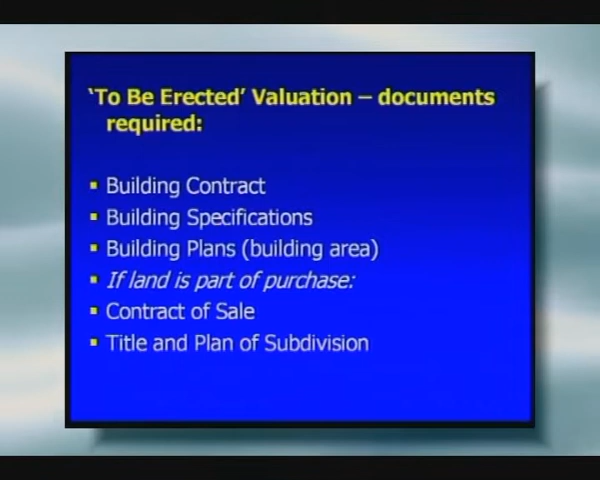 ‘To Be Erected’ Valuation – documents
required:
▪ Building Contract
▪ Building Specifications
▪ Building Plans (building area)
▪ If land is part of purchase:
▪ Contract of Sale
▪ Title and Plan of Subdivision